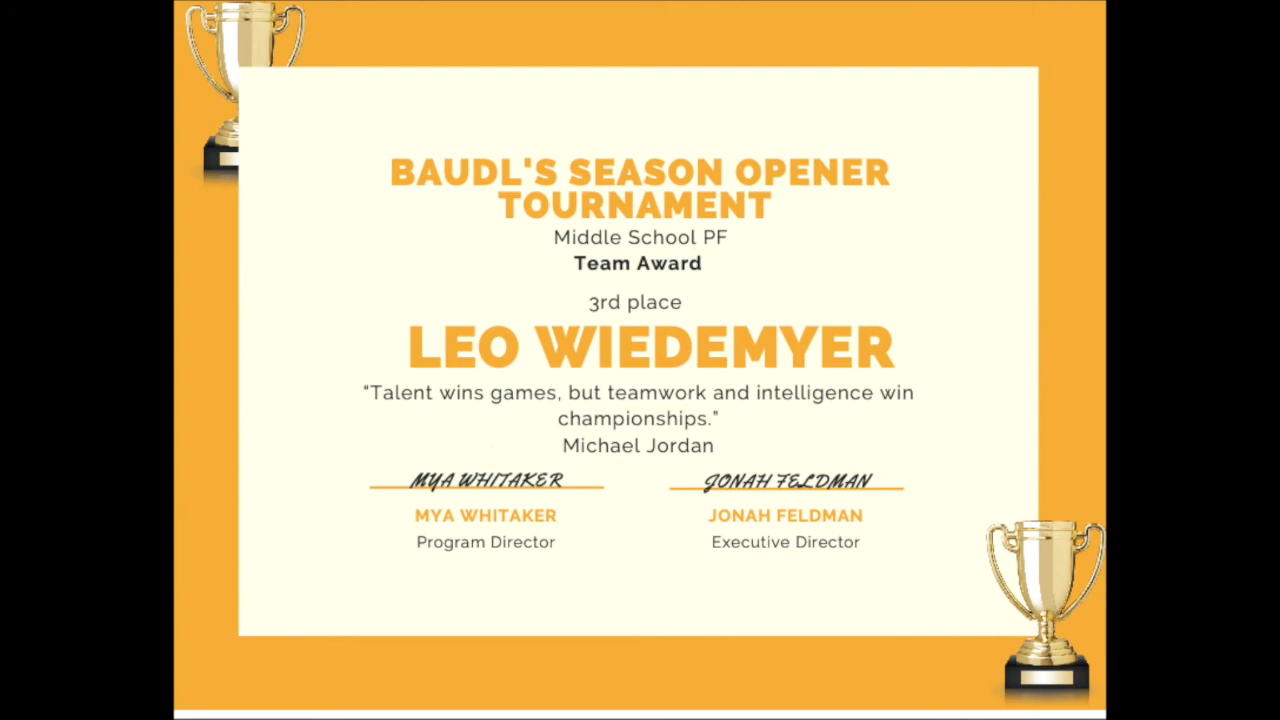 BAUDL'S SEASON OPENER
TOURNAMENT
Middle School PF
Team Award
3rd place
LEO WIEDEMYER
“Talent wins games, but teamwork and intelligence win
championships.”
Michael Jordan
MYA WHITAKER JONAH FELDMAN
MYA WHITAKER JONAH FELDMAN
Program Director Executive Director